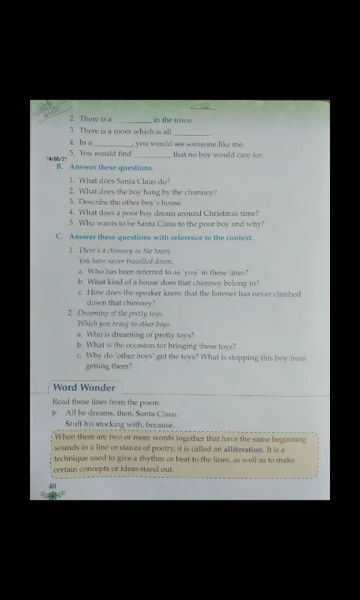 2. There is a ________ in the town.
3. There is a room which is all ________.
4. In a ________, you would see someone like me.
5. You would find ________ that no boy would care for.
19/00/21
B. Answer these questions.
1. What does Santa Claus do?
2. What does the boy hang by the chimney?
3. Describe the other boy's house.
4. What does a poor boy dream around Christmas time?
5. Who wants to be Santa Claus to the poor boy and why?
C. Answer these questions with reference to the context.
1. There's a chimney in the town,
You have never travelled down.
a. Who has been referred to as 'you' in these lines?
b. What kind of a house does that chimney belong to?
c. How does the speaker know that the listener has never climbed
down that chimney?
2. Dreaming of the pretty toys,
Which you bring to other boys.
a. Who is dreaming of pretty toys?
b. What is the occasion for bringing these toys?
c. Why do 'other boys' get the toys? What is stopping this boy from
getting them?
Word Wonder
Read these lines from the poem.
All he dreams, then, Santa Claus,
Stuff his stocking with, because...
When there are two or more words together that have the same beginning
sounds in a line or stanza of poetry, it is called an alliteration. It is a
technique used to give a rhythm or beat to the lines, as well as to make
certain concepts or ideas stand out.
40